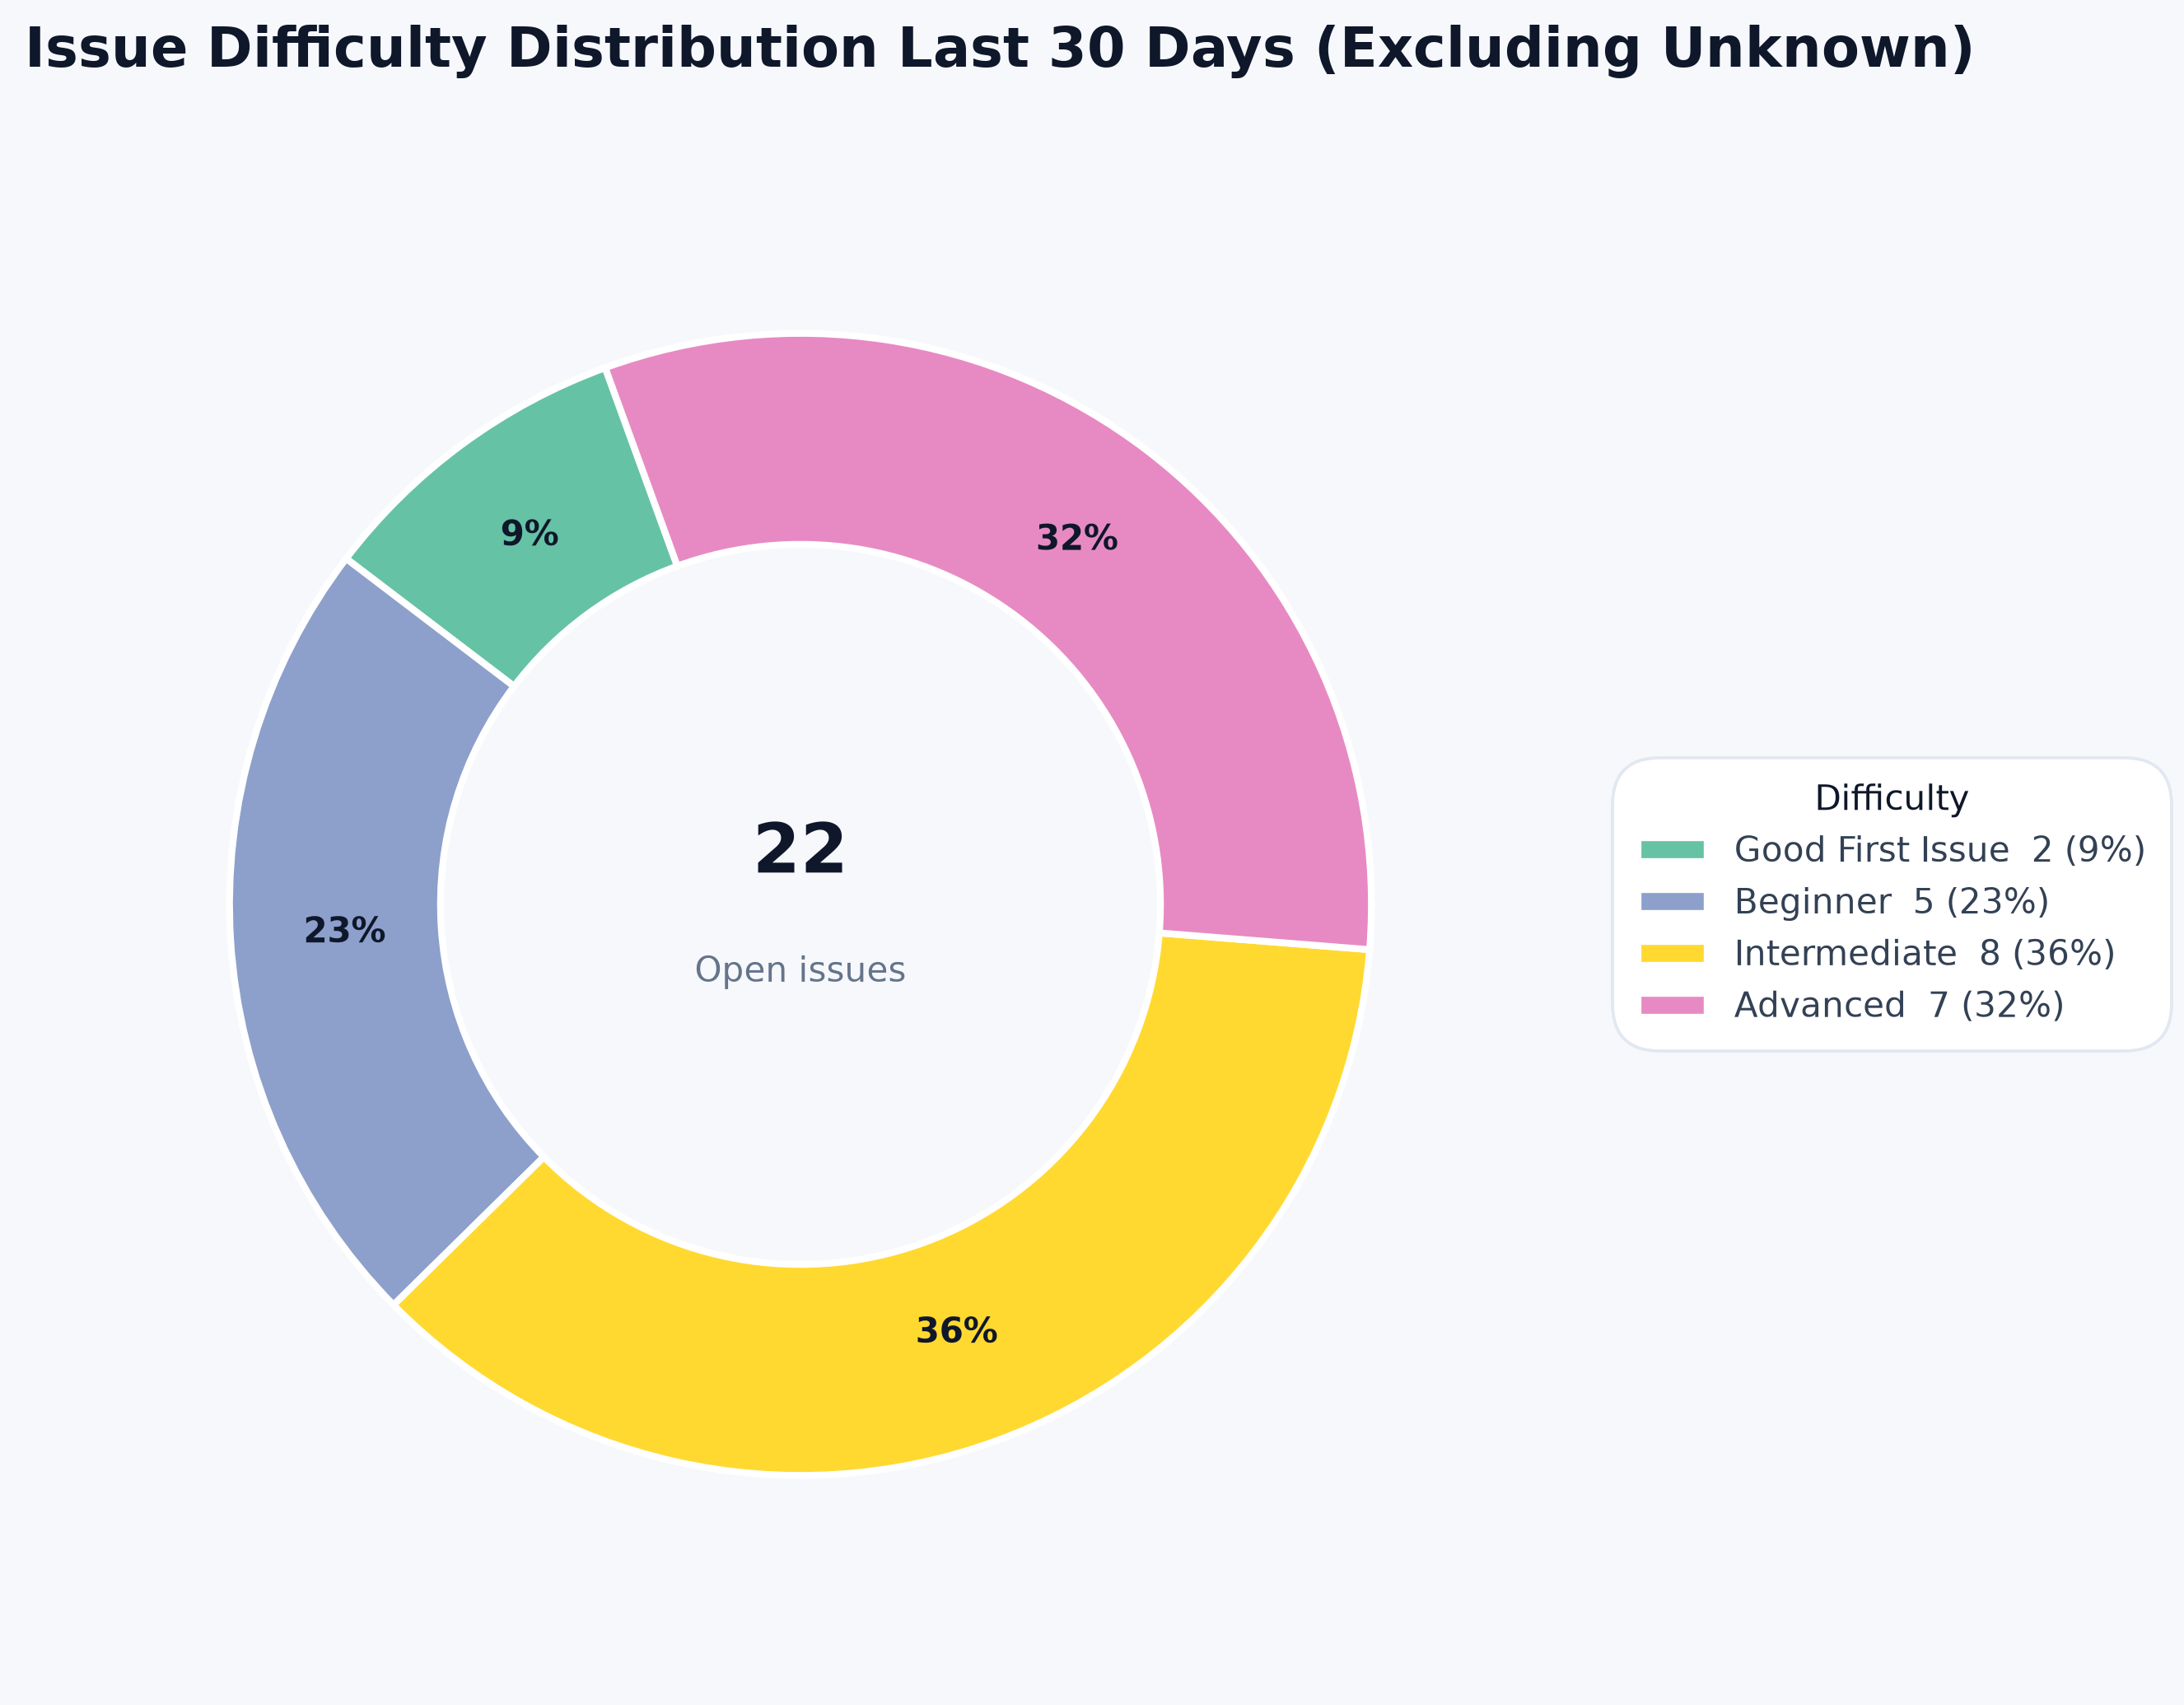 Issue Difficulty Distribution Last 30 Days (Excluding Unknown)
32%
9%
23%
36%
22
Open issues
Difficulty
Good First Issue 2 (9%)
Beginner 5 (23%)
Intermediate 8 (36%)
Advanced 7 (32%)